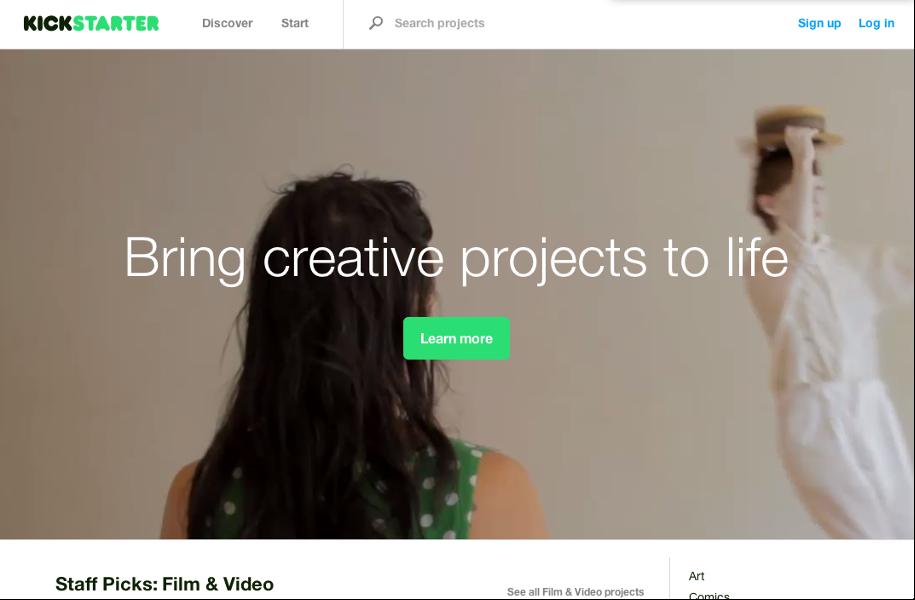 KICKSTARTER Discover Start Search projects Sign up Log in
Bring creative projects to life
Learn more
Staff Picks: Film & Video
See all Film & Video projects
Art
Comics